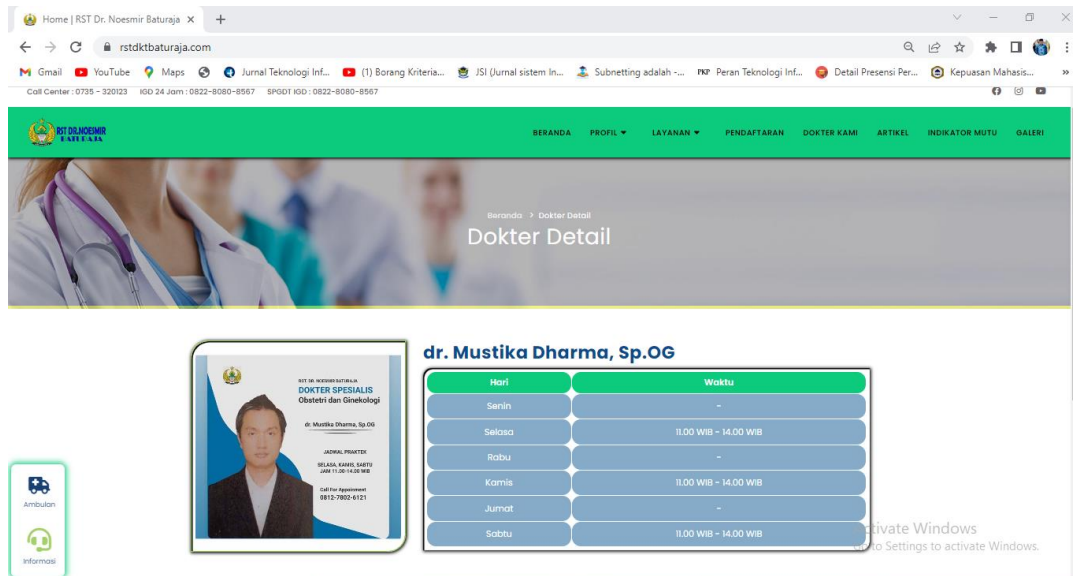 Home | RST Dr. Noesmir Baturaja
rstdktbaturaja.com
Gmail YouTube Maps Jurnal Teknologi Inf... (1) Borang Kriteria... JSI (Jurnal sistem In... Subnetting adalah -... PKP Peran Teknologi Inf... Detail Presensi Per... Kepuasan Mahasis... »
Call Center : 0735 - 320123 IGD 24 Jam : 0822-8080-8567 SPGDT IGD : 0822-8080-8567
RST DR.NOESMIR
BATURAJA
BERANDA PROFIL LAYANAN PENDAFTARAN DOKTER KAMI ARTIKEL INDIKATOR MUTU GALERI
Beranda > Dokter Detail
Dokter Detail
RST. DR. NOESMIR BATURAJA
DOKTER SPESIALIS
Obstetri dan Ginekologi
dr. Mustika Dharma, Sp.OG
JADWAL PRAKTEK
SELASA, KAMIS, SABTU
JAM 11.00-14.00 WIB
Call For Appoinment
0812-7802-6121
dr. Mustika Dharma, Sp.OG
Hari Waktu
Senin -
Selasa 11.00 WIB - 14.00 WIB
Rabu -
Kamis 11.00 WIB - 14.00 WIB
Jumat -
Sabtu 11.00 WIB - 14.00 WIB
Ambulan
Informasi
ctivate Windows
to Settings to activate Windows.